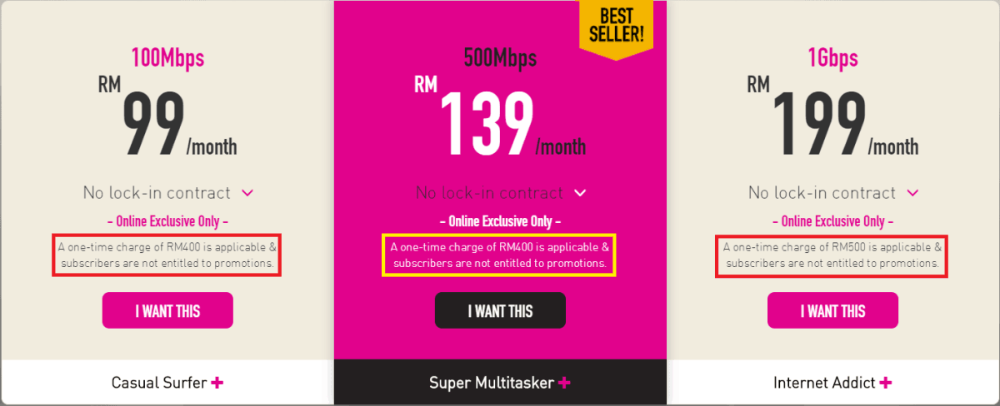 100Mbps
RM
99
/month
No lock-in contract
- Online Exclusive Only -
A one-time charge of RM400 is applicable &
subscribers are not entitled to promotions.
I WANT THIS
Casual Surfer +
BEST
SELLER!
500Mbps
RM
139
/month
No lock-in contract
- Online Exclusive Only -
A one-time charge of RM400 is applicable &
subscribers are not entitled to promotions.
I WANT THIS
Super Multitasker +
1Gbps
RM
199
/month
No lock-in contract
- Online Exclusive Only -
A one-time charge of RM500 is applicable &
subscribers are not entitled to promotions.
I WANT THIS
Internet Addict +